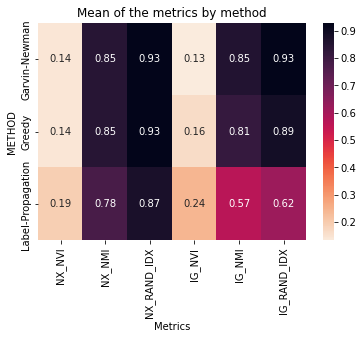 Mean of the metrics by method
METHOD
Garvin-Newman
0.14 0.85 0.93 0.13 0.85 0.93
Greedy
0.14 0.85 0.93 0.16 0.81 0.89
Label-Propagation
0.19 0.78 0.87 0.24 0.57 0.62
NX_NVI NX_NMI NX_RAND_IDX IG_NVI IG_NMI IG_RAND_IDX
Metrics
0.9
0.8
0.7
0.6
0.5
0.4
0.3
0.2